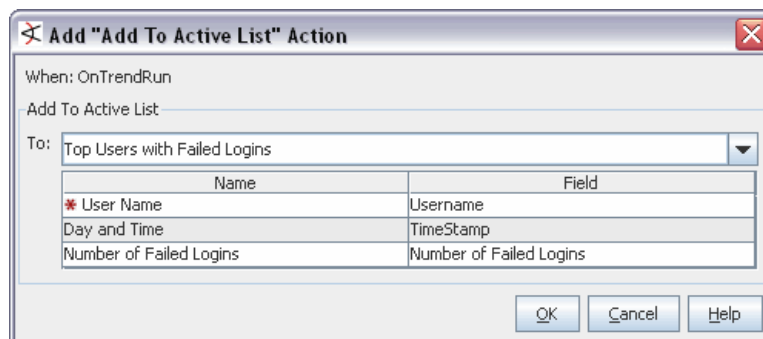 Add "Add To Active List" Action
When: OnTrendRun
Add To Active List
To: Top Users with Failed Logins
Name Field
* User Name Username
Day and Time TimeStamp
Number of Failed Logins Number of Failed Logins
OK Cancel Help